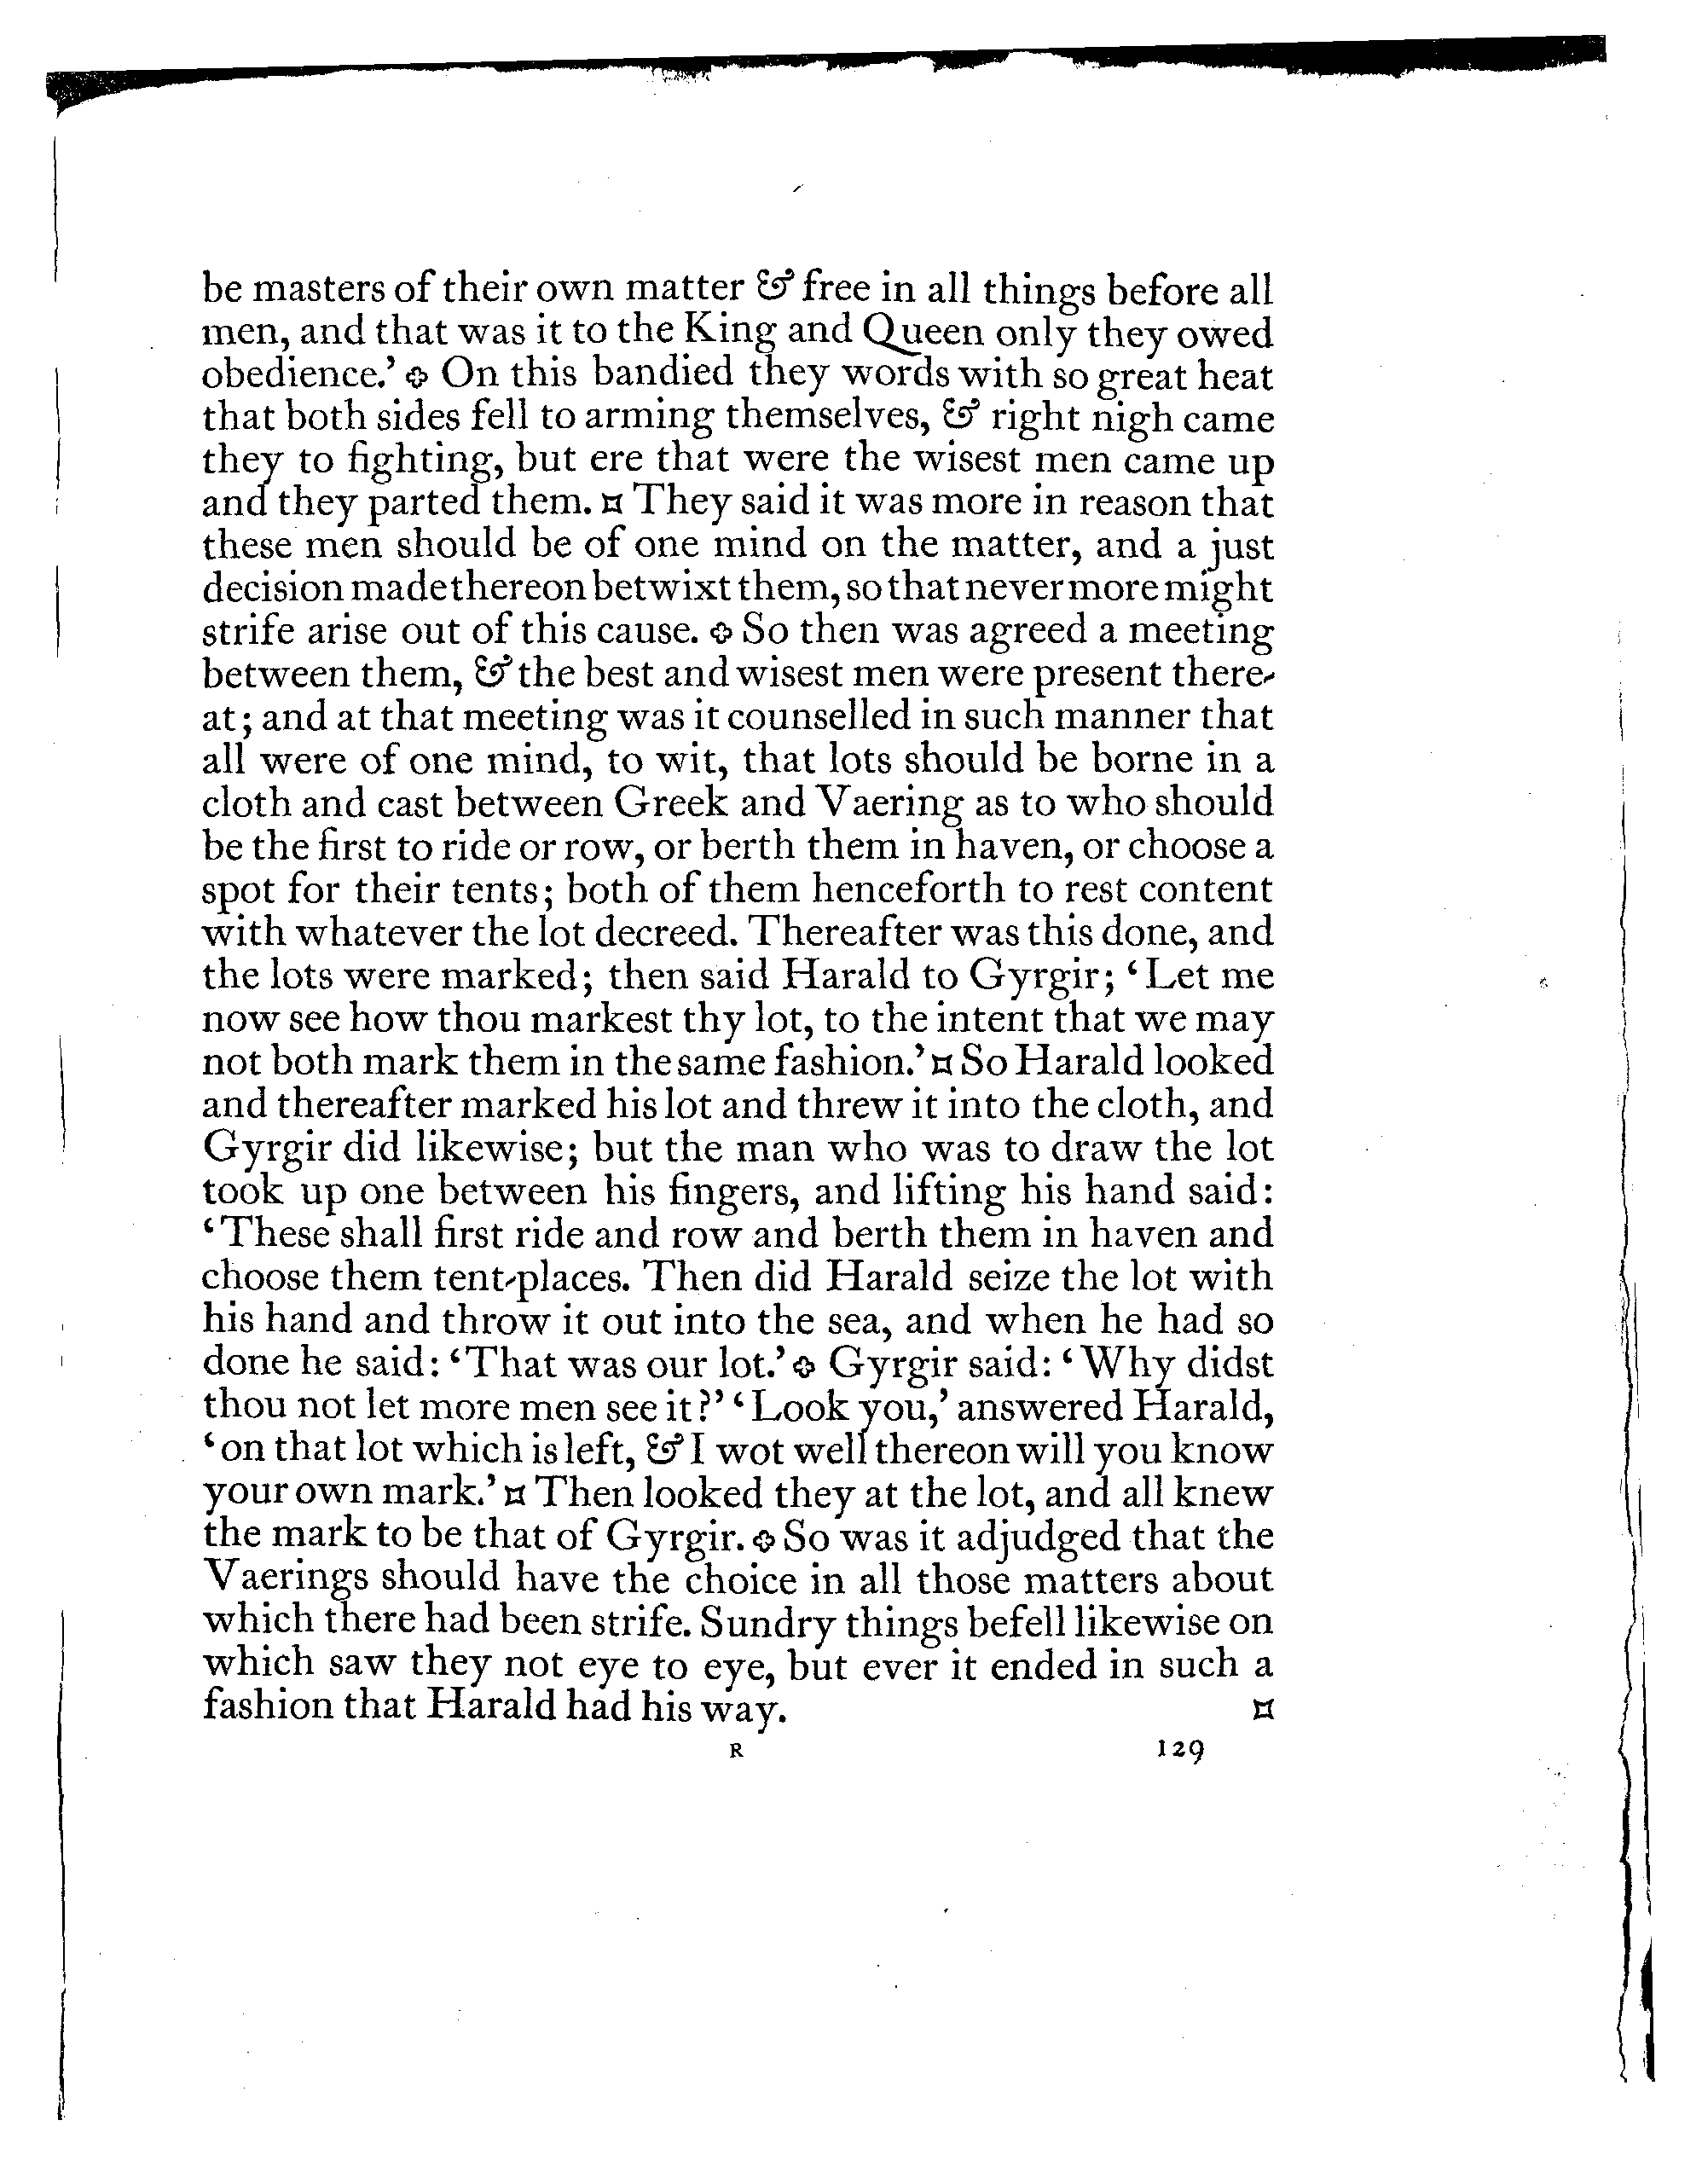 be masters of their own matter & free in all things before all
men, and that was it to the King and Queen only they owed
obedience.' ✥ On this bandied they words with so great heat
that both sides fell to arming themselves, & right nigh came
they to fighting, but ere that were the wisest men came up
and they parted them. ¤ They said it was more in reason that
these men should be of one mind on the matter, and a just
decision made thereon betwixt them, so that never more might
strife arise out of this cause. ✥ So then was agreed a meeting
between them, & the best and wisest men were present there-
at; and at that meeting was it counselled in such manner that
all were of one mind, to wit, that lots should be borne in a
cloth and cast between Greek and Vaering as to who should
be the first to ride or row, or berth them in haven, or choose a
spot for their tents; both of them henceforth to rest content
with whatever the lot decreed. Thereafter was this done, and
the lots were marked; then said Harald to Gyrgir; 'Let me
now see how thou markest thy lot, to the intent that we may
not both mark them in the same fashion.' ¤ So Harald looked
and thereafter marked his lot and threw it into the cloth, and
Gyrgir did likewise; but the man who was to draw the lot
took up one between his fingers, and lifting his hand said:
'These shall first ride and row and berth them in haven and
choose them tent-places. Then did Harald seize the lot with
his hand and throw it out into the sea, and when he had so
done he said: 'That was our lot.' ✥ Gyrgir said: 'Why didst
thou not let more men see it?' 'Look you,' answered Harald,
'on that lot which is left, & I wot well thereon will you know
your own mark.' ¤ Then looked they at the lot, and all knew
the mark to be that of Gyrgir. ✥ So was it adjudged that the
Vaerings should have the choice in all those matters about
which there had been strife. Sundry things befell likewise on
which saw they not eye to eye, but ever it ended in such a
fashion that Harald had his way. ¤
R 129